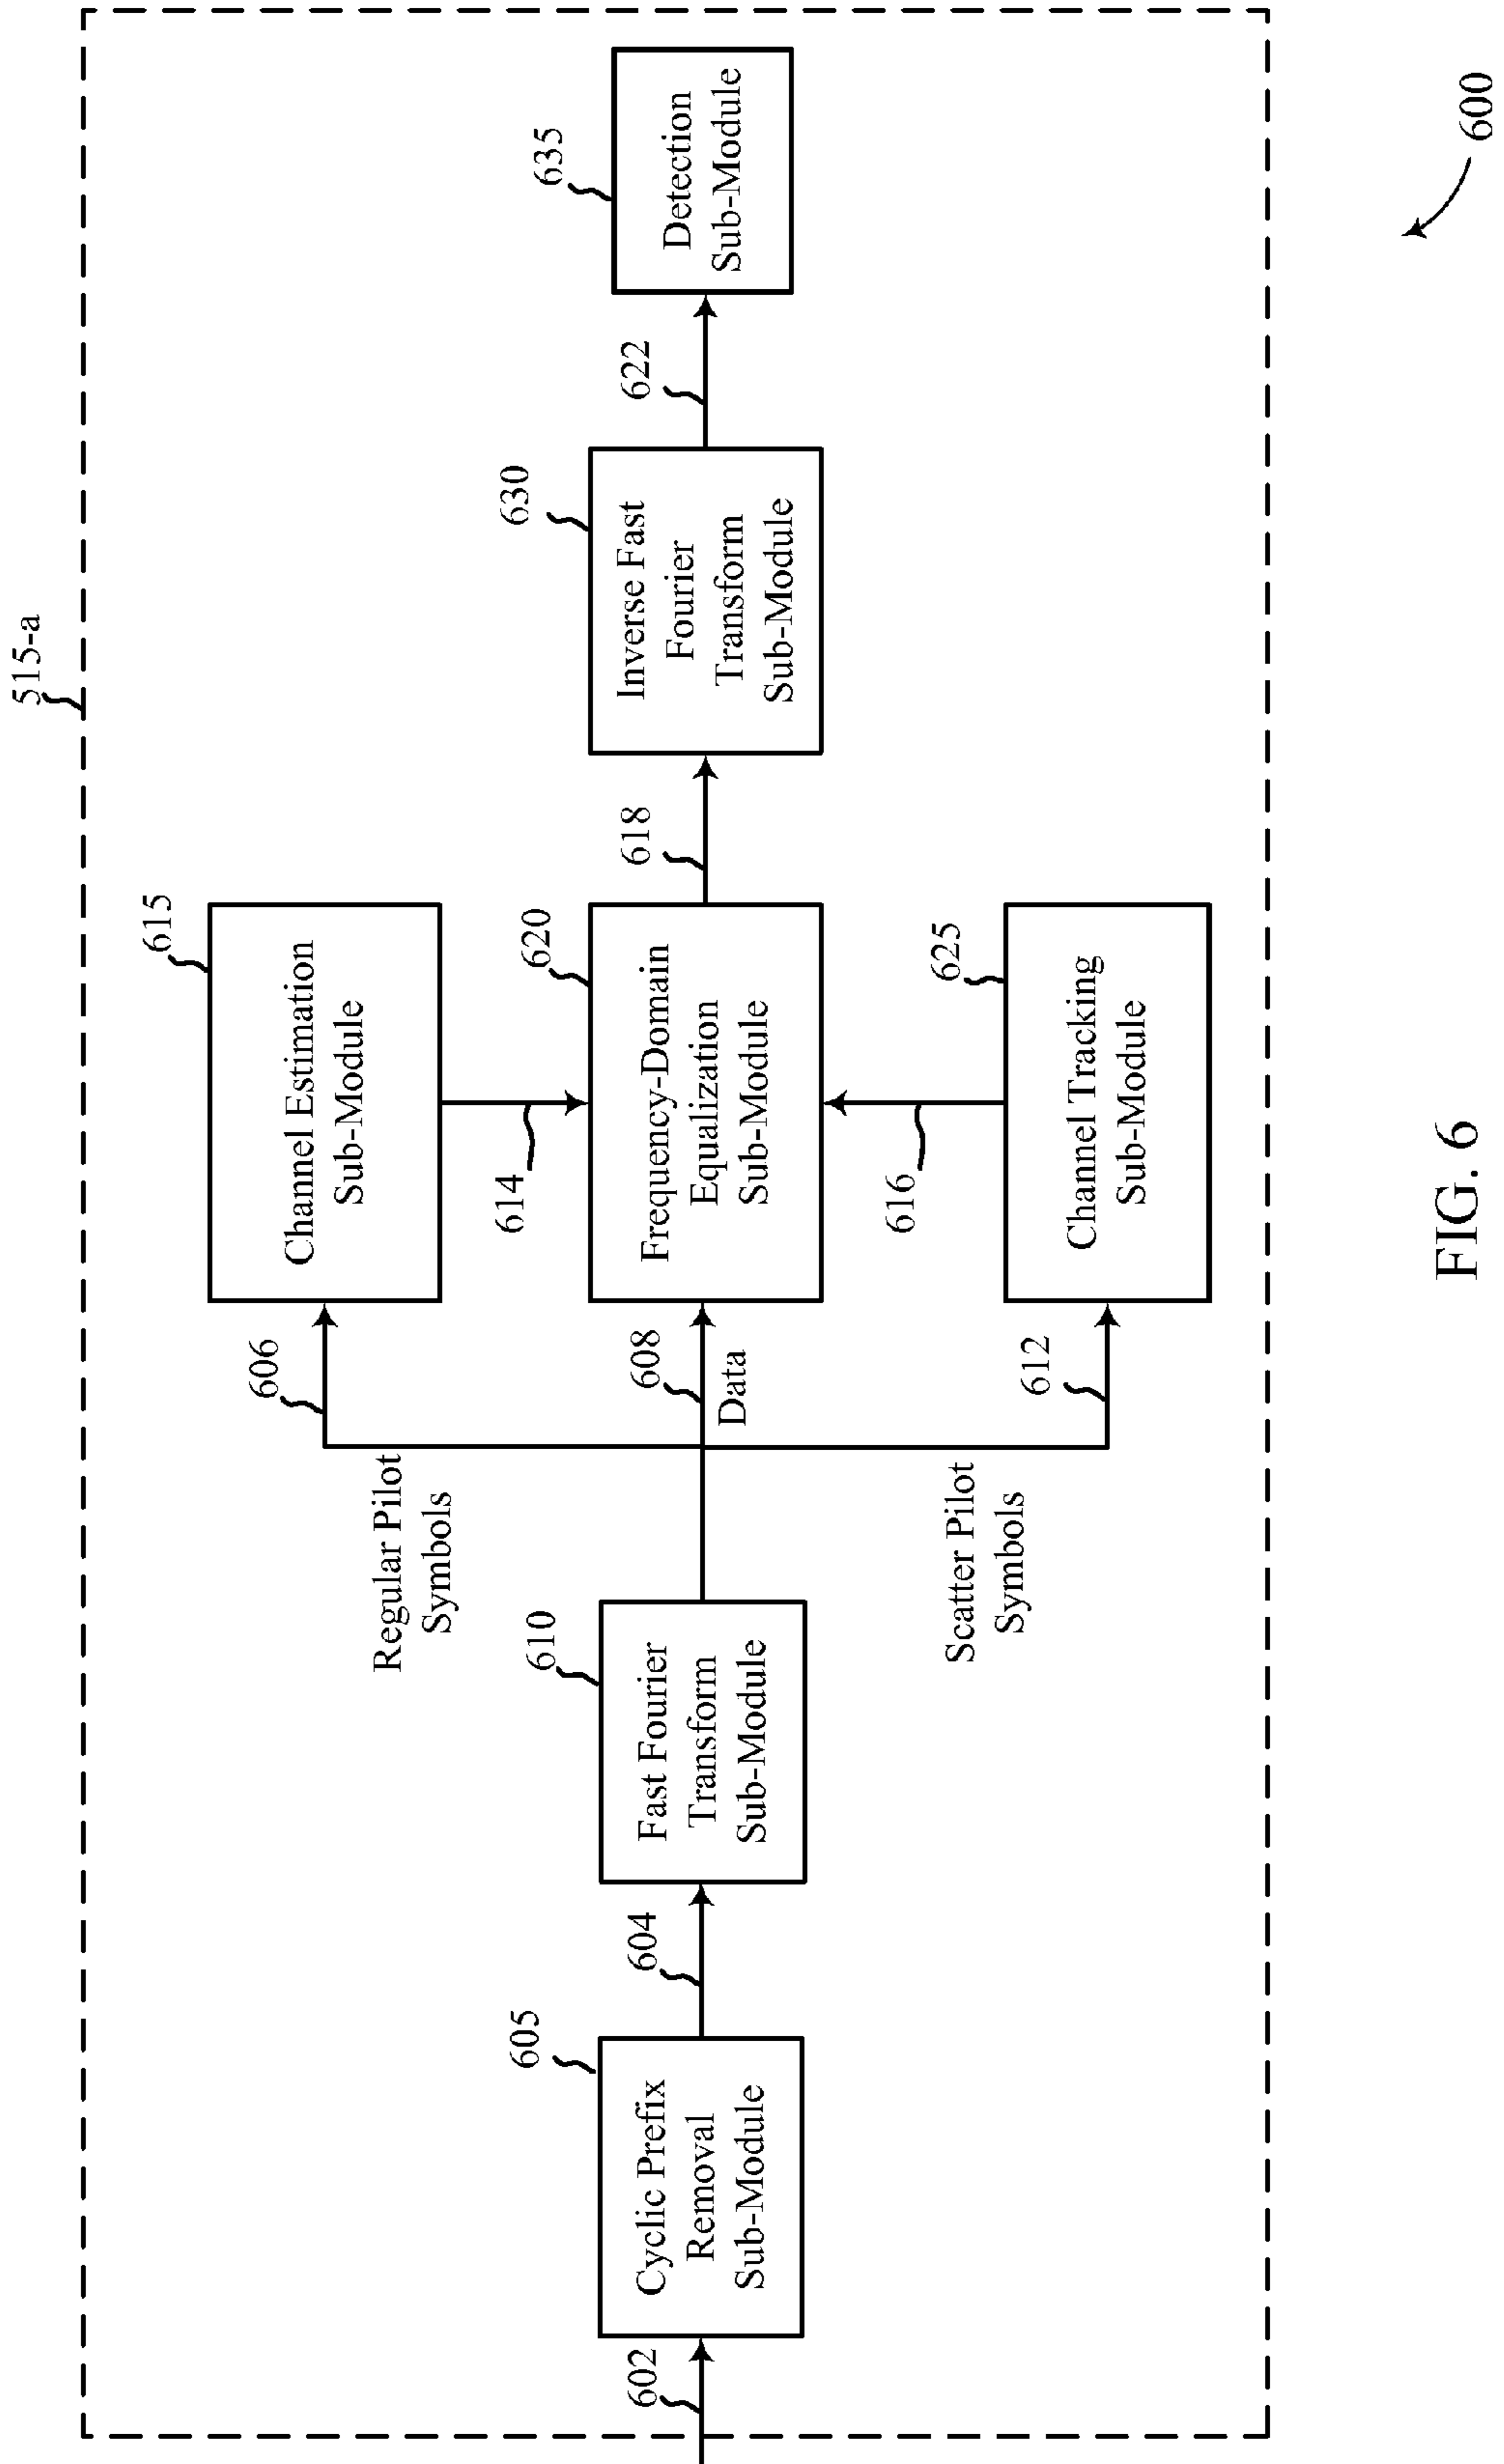 515-a
602
605
Cyclic Prefix
Removal
Sub-Module
604
610
Fast Fourier
Transform
Sub-Module
Regular Pilot
Symbols
606
608
Data
Scatter Pilot
Symbols
612
615
Channel Estimation
Sub-Module
614
620
Frequency-Domain
Equalization
Sub-Module
616
625
Channel Tracking
Sub-Module
618
630
Inverse Fast
Fourier
Transform
Sub-Module
622
635
Detection
Sub-Module
600
FIG. 6